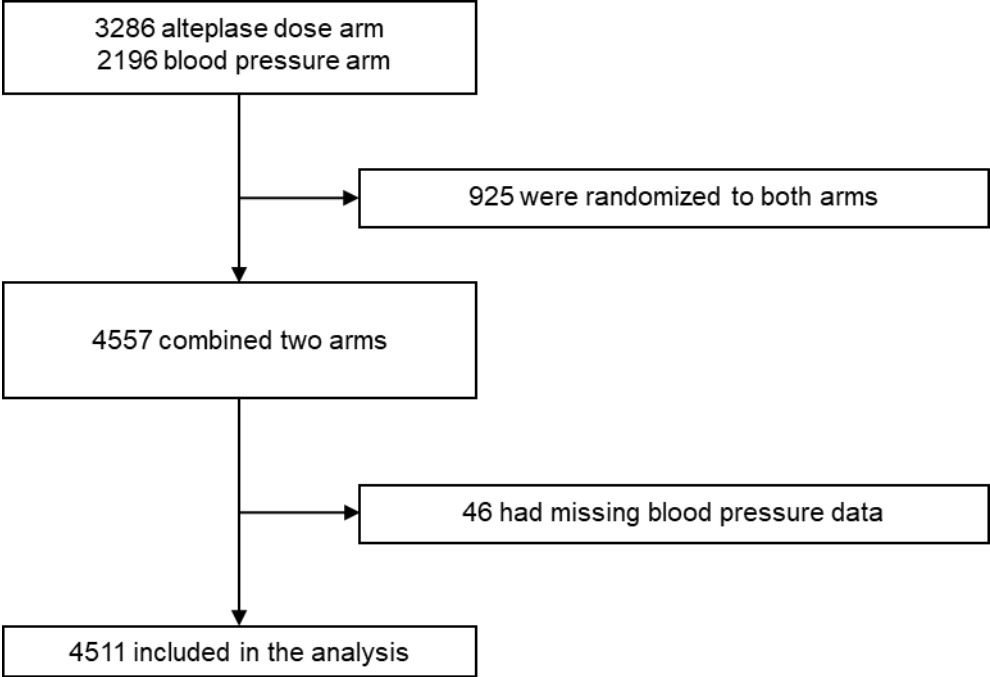 3286 alteplase dose arm
2196 blood pressure arm
925 were randomized to both arms
4557 combined two arms
46 had missing blood pressure data
4511 included in the analysis